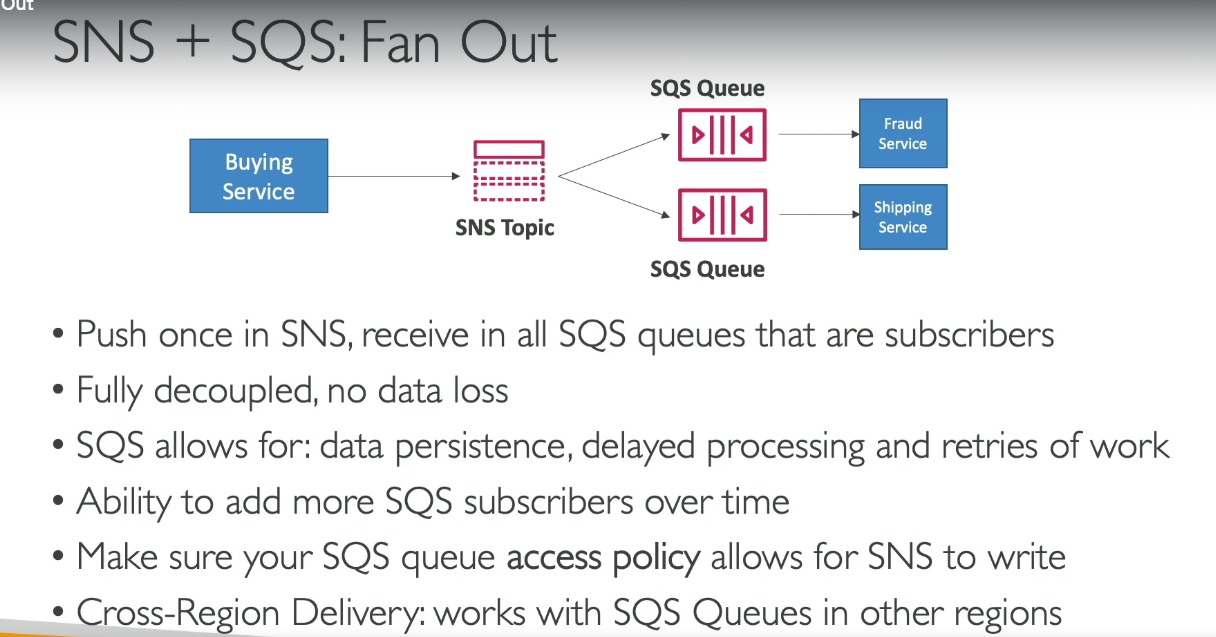 Out
SNS + SQS: Fan Out
SQS Queue
Buying
Service
SNS Topic
Fraud
Service
Shipping
Service
SQS Queue
• Push once in SNS, receive in all SQS queues that are subscribers
• Fully decoupled, no data loss
• SQS allows for: data persistence, delayed processing and retries of work
• Ability to add more SQS subscribers over time
• Make sure your SQS queue access policy allows for SNS to write
• Cross-Region Delivery: works with SQS Queues in other regions